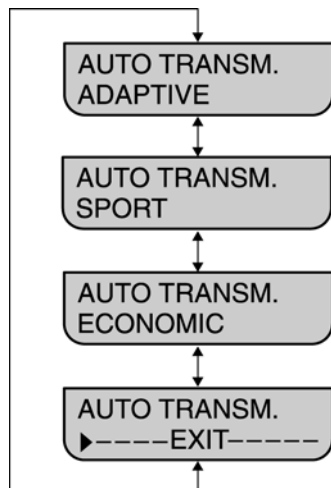 AUTO TRANSM.
ADAPTIVE
AUTO TRANSM.
SPORT
AUTO TRANSM.
ECONOMIC
AUTO TRANSM.
▶----EXIT-----